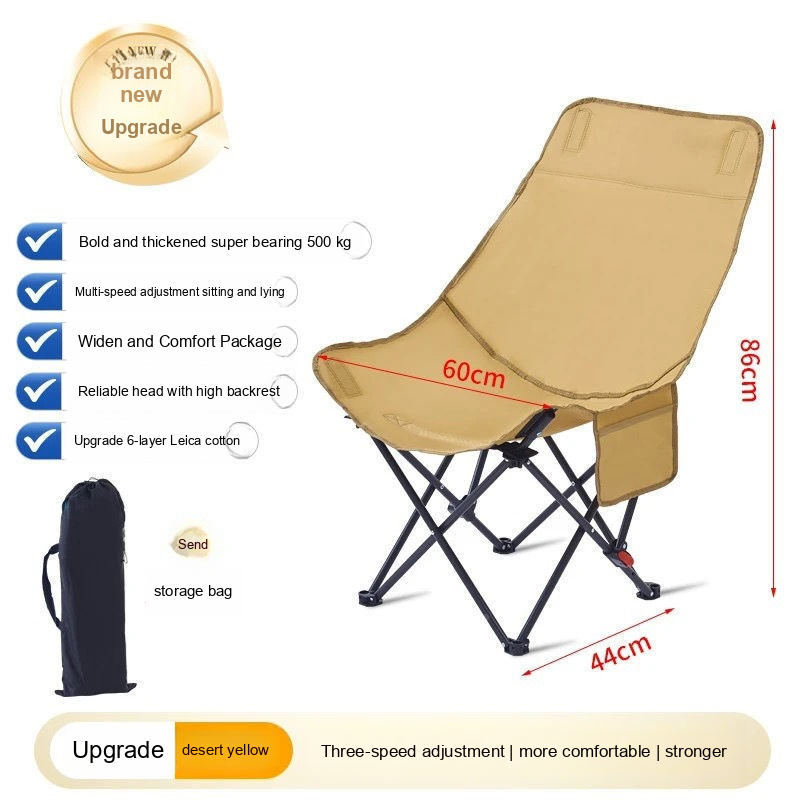 brand
new
Upgrade
Bold and thickened super bearing 500 kg
Multi-speed adjustment sitting and lying
Widen and Comfort Package
Reliable head with high backrest
Upgrade 6-layer Leica cotton
60cm
86cm
44cm
Send
storage bag
Upgrade desert yellow Three-speed adjustment | more comfortable | stronger